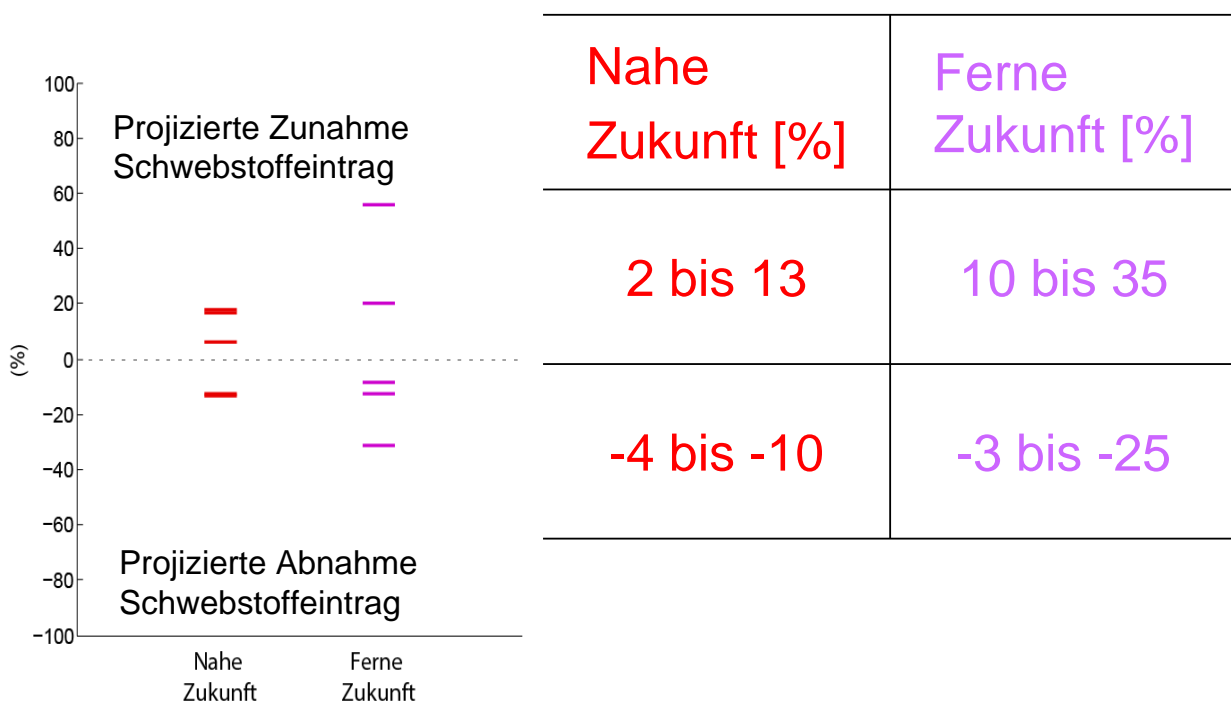 100
80
60
40
20
0
−20
−40
−60
−80
−100
(%)
Projizierte Zunahme
Schwebstoffeintrag
Projizierte Abnahme
Schwebstoffeintrag
Nahe
Zukunft
Ferne
Zukunft
Nahe
Zukunft [%]
Ferne
Zukunft [%]
2 bis 13
10 bis 35
-4 bis -10
-3 bis -25